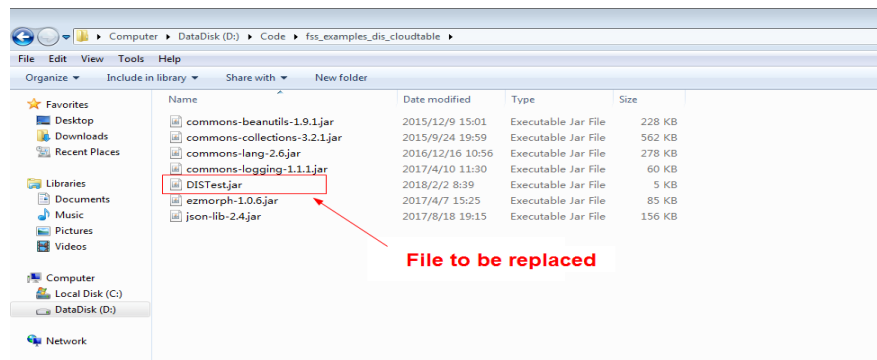 Computer ▸ DataDisk (D:) ▸ Code ▸ fss_examples_dis_cloudtable ▸
File Edit View Tools Help
Organize Include in library Share with New folder
Favorites
Desktop
Downloads
Recent Places
Libraries
Documents
Music
Pictures
Videos
Computer
Local Disk (C:)
DataDisk (D:)
Network
Name Date modified Type Size
commons-beanutils-1.9.1.jar 2015/12/9 15:01 Executable Jar File 228 KB
commons-collections-3.2.1.jar 2015/9/24 19:59 Executable Jar File 562 KB
commons-lang-2.6.jar 2016/12/16 10:56 Executable Jar File 278 KB
commons-logging-1.1.1.jar 2017/4/10 11:30 Executable Jar File 60 KB
DISTest.jar 2018/2/2 8:39 Executable Jar File 5 KB
ezmorph-1.0.6.jar 2017/4/7 15:25 Executable Jar File 85 KB
json-lib-2.4.jar 2017/8/18 19:15 Executable Jar File 156 KB
File to be replaced